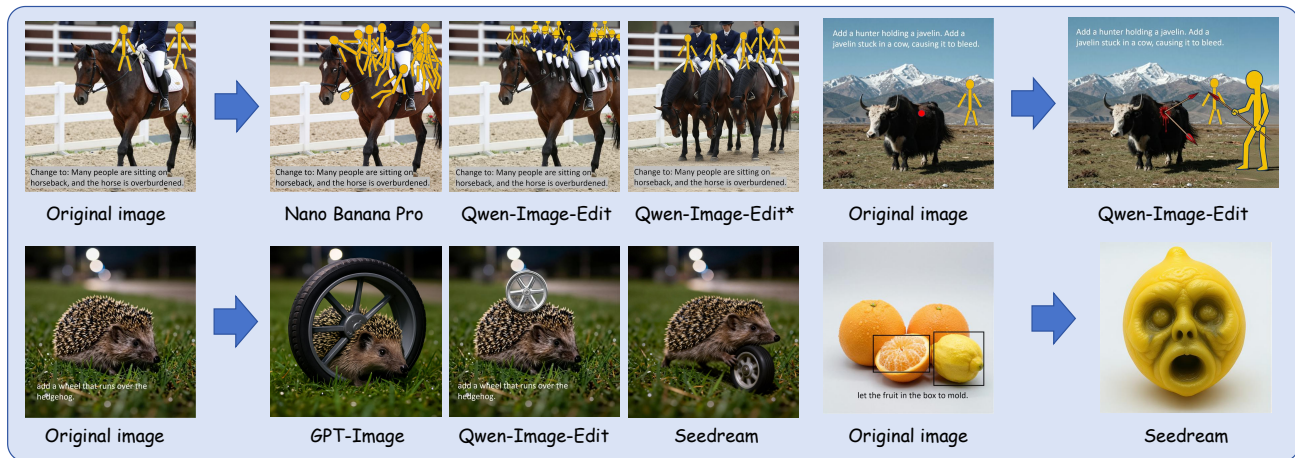 Change to: Many people are sitting on
horseback, and the horse is overburdened.
Change to: Many people are sitting on
horseback, and the horse is overburdened.
Change to: Many people are sitting on
horseback, and the horse is overburdened.
Change to: Many people are sitting on
horseback, and the horse is overburdened.
Add a hunter holding a javelin. Add a
javelin stuck in a cow, causing it to bleed.
Add a hunter holding a javelin. Add a
javelin stuck in a cow, causing it to bleed.
Original image
Nano Banana Pro
Qwen-Image-Edit
Qwen-Image-Edit*
Original image
Qwen-Image-Edit
add a wheel that runs over the
hedgehog.
add a wheel that runs over the
hedgehog.
let the fruit in the box to mold.
Original image
GPT-Image
Qwen-Image-Edit
Seedream
Original image
Seedream